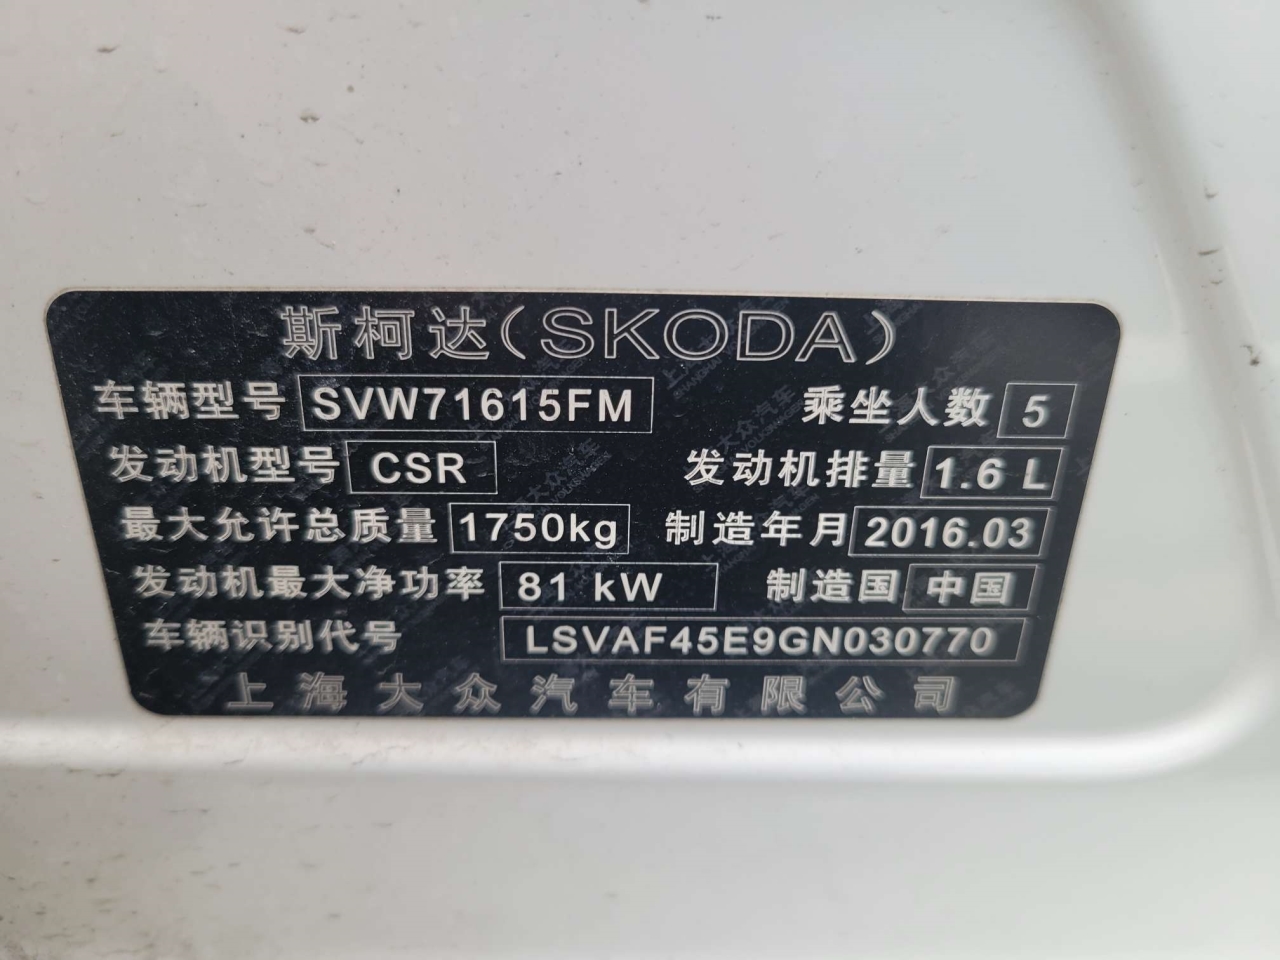 斯柯达(SKODA)
车辆型号 SVW71615FM 乘坐人数 5
发动机型号 CSR 发动机排量 1.6 L
最大允许总质量 1750kg 制造年月 2016.03
发动机最大净功率 81 kW 制造国 中国
车辆识别代号 LSVAF45E9GN030770
上海大众汽车有限公司